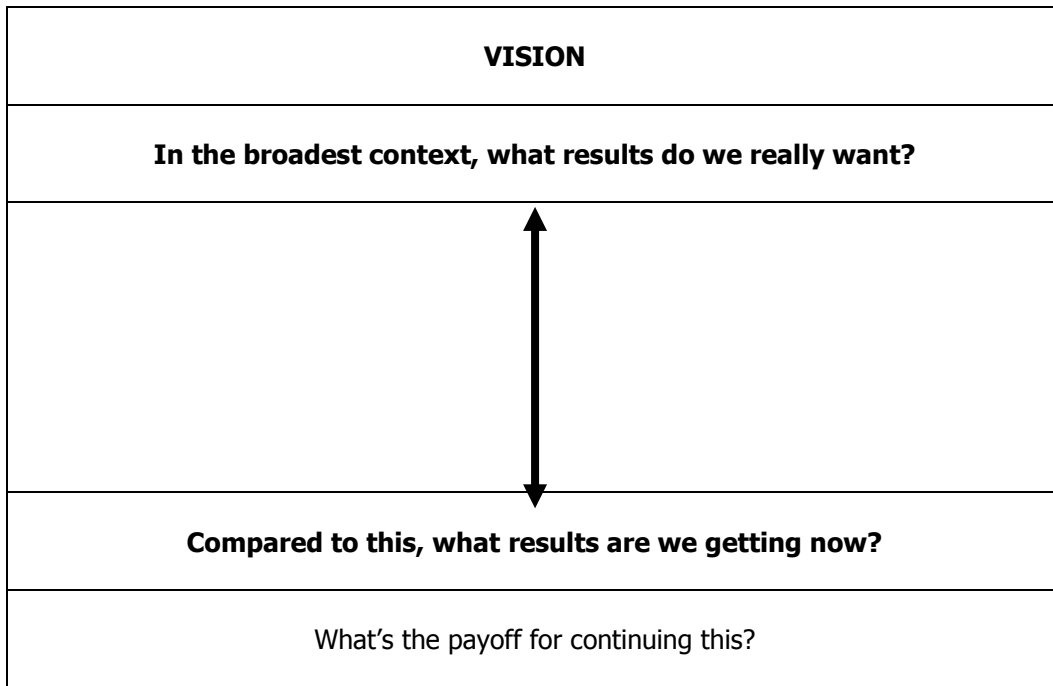 VISION
In the broadest context, what results do we really want?
Compared to this, what results are we getting now?
What’s the payoff for continuing this?